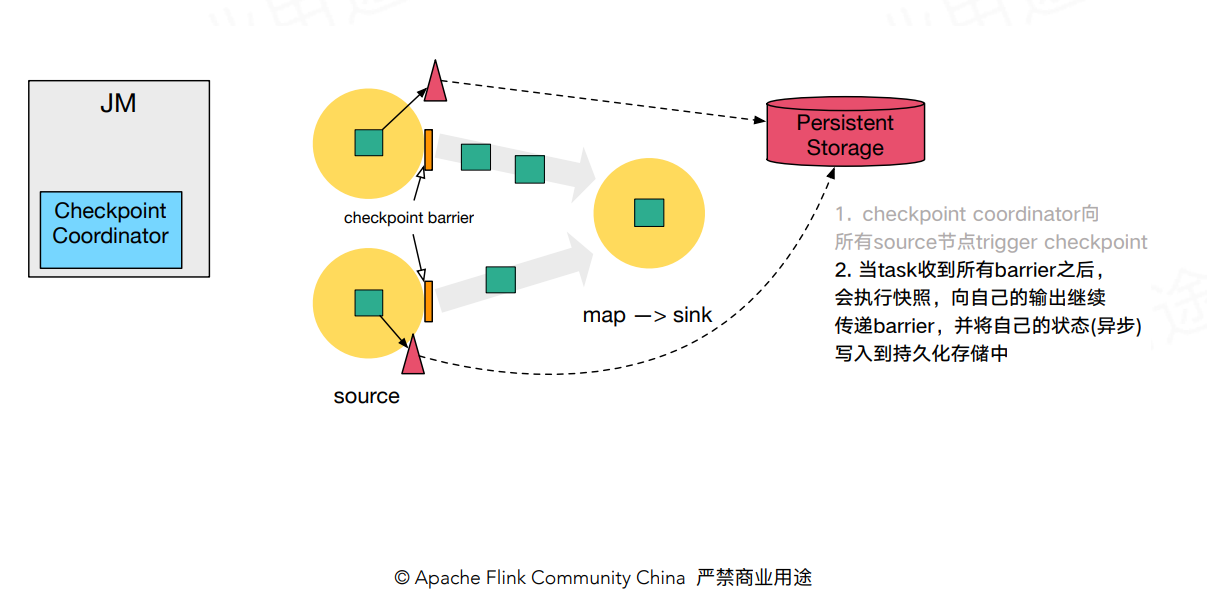 JM
Checkpoint
Coordinator
checkpoint barrier
source
map —> sink
Persistent
Storage
1. checkpoint coordinator向
所有source节点trigger checkpoint
2. 当task收到所有barrier之后，
会执行快照，向自己的输出继续
传递barrier，并将自己的状态(异步)
写入到持久化存储中
© Apache Flink Community China 严禁商业用途